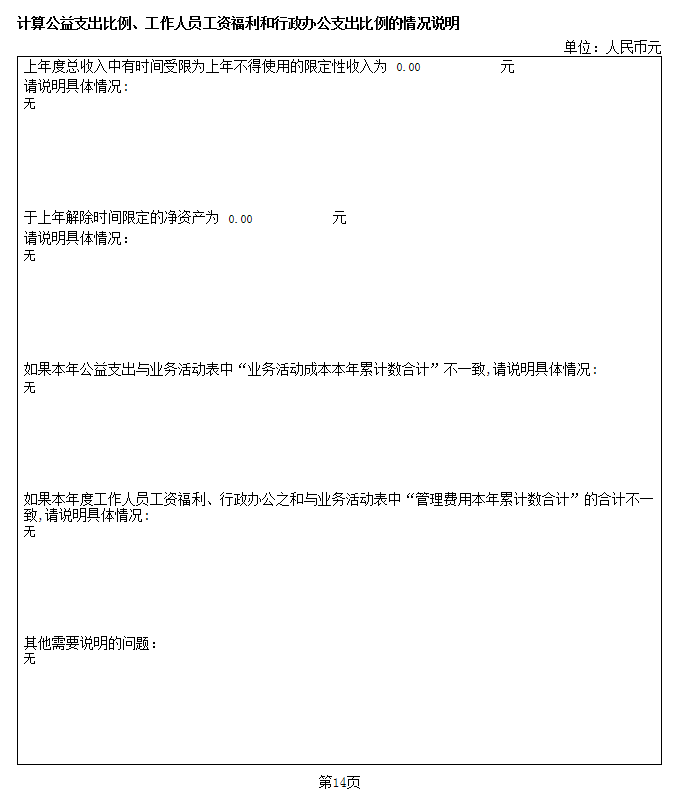 计算公益支出比例、工作人员工资福利和行政办公支出比例的情况说明
单位：人民币元
上年度总收入中有时间受限为上年不得使用的限定性收入为 0.00 元
请说明具体情况:
无
于上年解除时间限定的净资产为 0.00 元
请说明具体情况：
无
如果本年公益支出与业务活动表中“业务活动成本本年累计数合计”不一致,请说明具体情况:
无
如果本年度工作人员工资福利、行政办公之和与业务活动表中“管理费用本年累计数合计”的合计不一
致,请说明具体情况:
无
其他需要说明的问题：
无
第14页